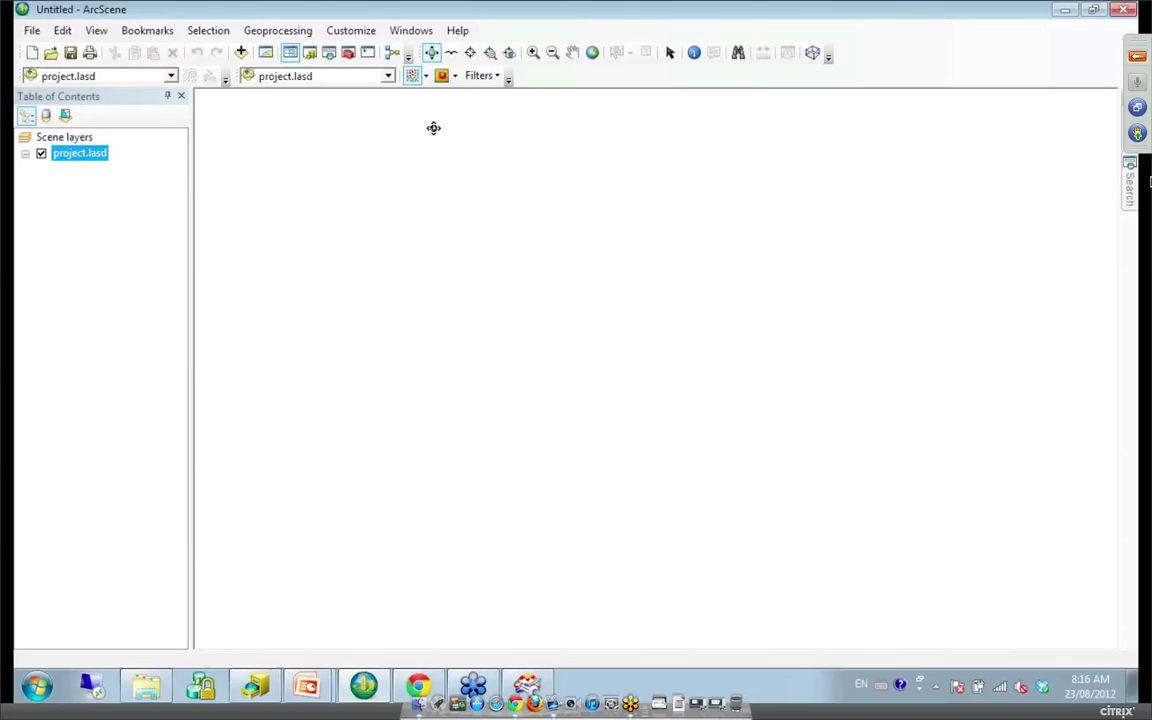 Untitled - ArcScene
File Edit View Bookmarks Selection Geoprocessing Customize Windows Help
project.lasd project.lasd Filters
Table of Contents
Scene layers
project.lasd
Search
EN
8:16 AM
23/08/2012
CITRIX